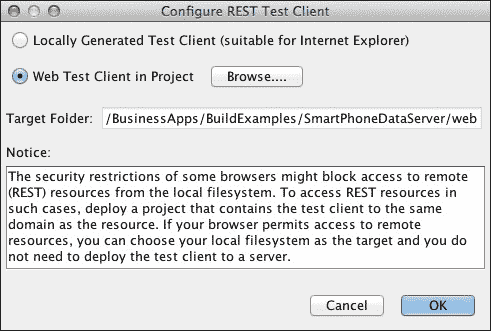 Configure REST Test Client
Locally Generated Test Client (suitable for Internet Explorer)
Web Test Client in Project
Browse....
Target Folder: /BusinessApps/BuildExamples/SmartPhoneDataServer/web
Notice:
The security restrictions of some browsers might block access to remote
(REST) resources from the local filesystem. To access REST resources in
such cases, deploy a project that contains the test client to the same
domain as the resource. If your browser permits access to remote
resources, you can choose your local filesystem as the target and you do
not need to deploy the test client to a server.
Cancel
OK